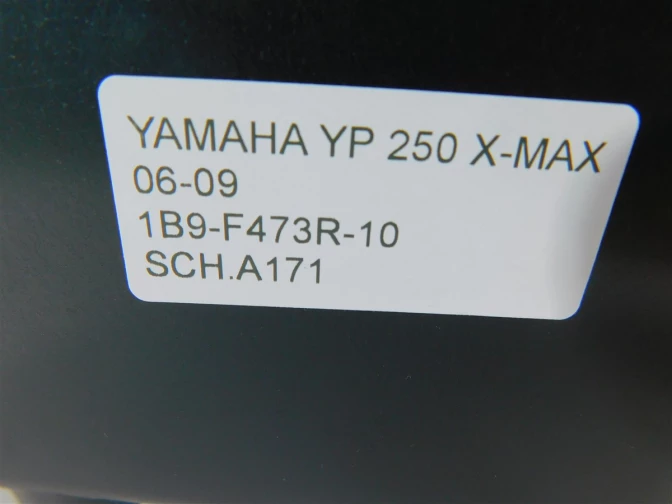 YAMAHA YP 250 X-MAX
06-09
1B9-F473R-10
SCH.A171